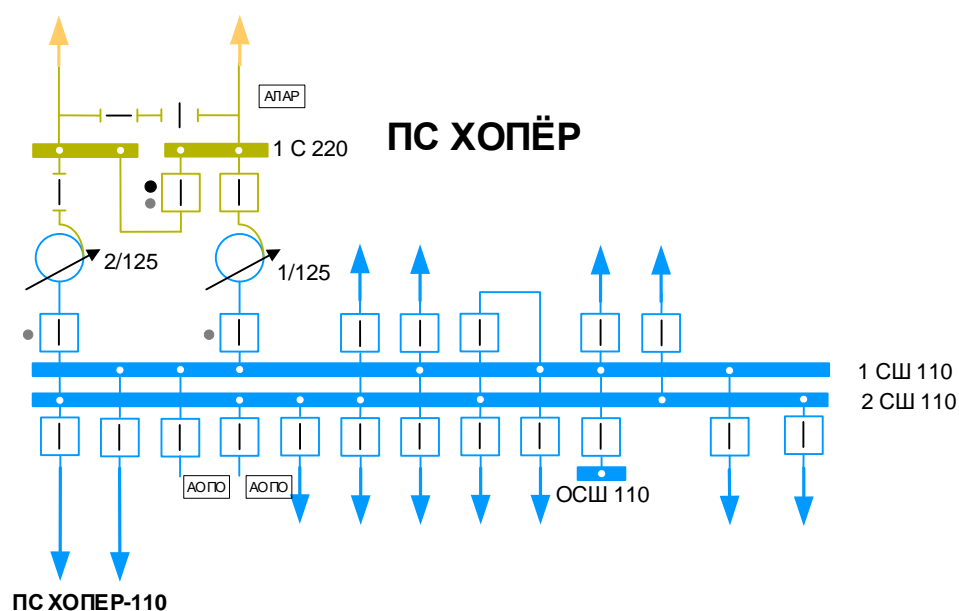 АЛАР
ПС ХОПЁР
1 С 220
2/125
1/125
1 СШ 110
2 СШ 110
АОПО
АОПО
ОСШ 110
ПС ХОПЕР-110